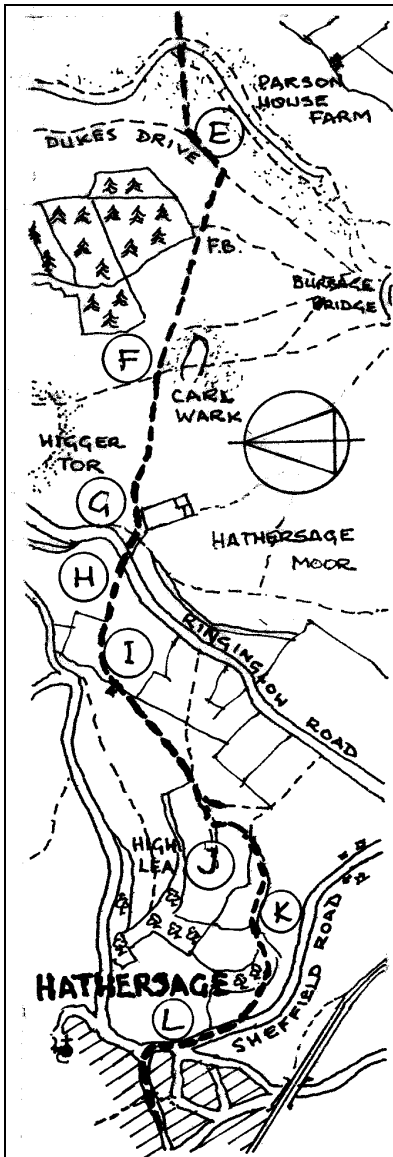 PARSON
HOUSE
FARM
E
DUKES DRIVE
F.B.
BURBAGE
BRIDGE
F
CARL
WARK
HIGGER
TOR
G
HATHERSAGE
MOOR
H
I
RINGINGLOW
ROAD
HIGH
LEA
J
K
HATHERSAGE
SHEFFIELD ROAD
L